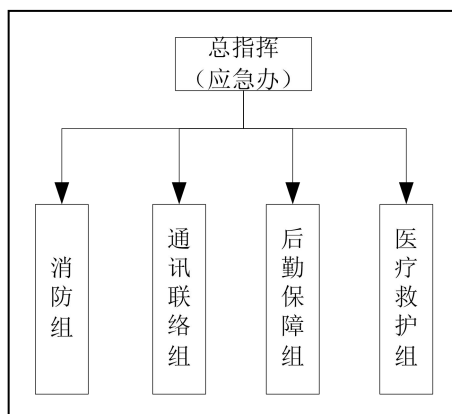 总指挥
（应急办）
消防组
通讯联络组
后勤保障组
医疗救护组